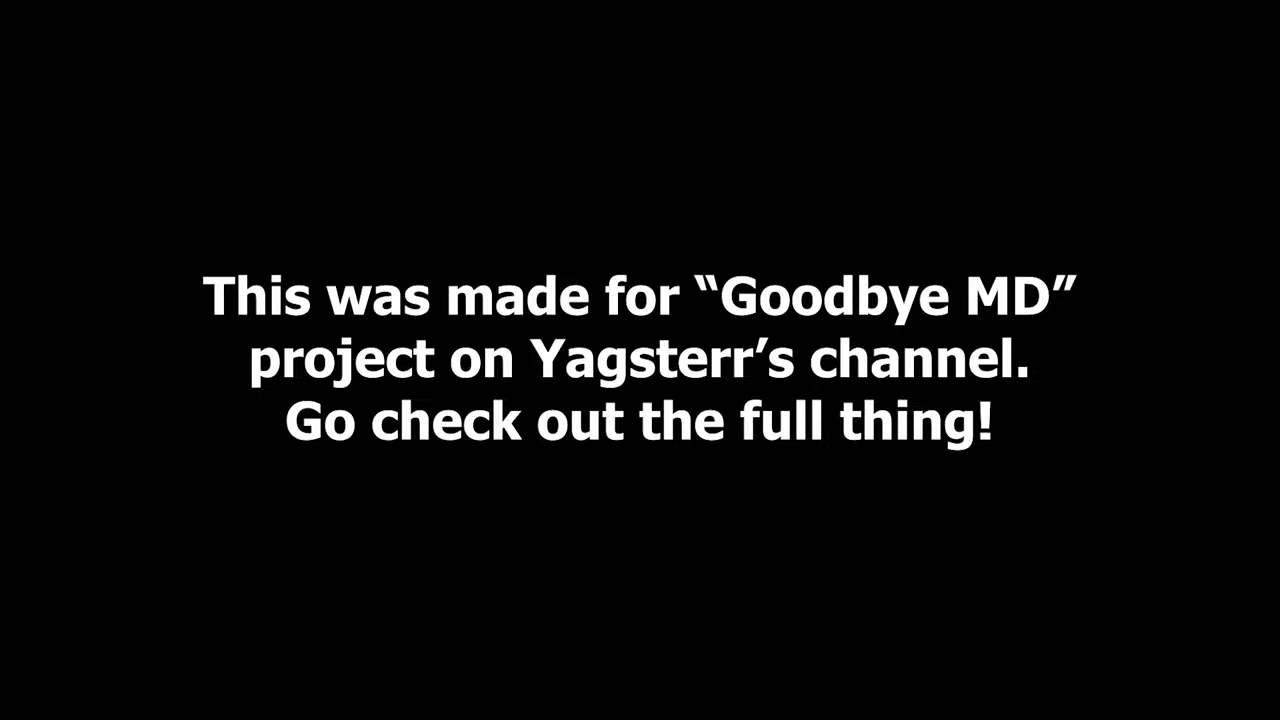 This was made for “Goodbye MD”
project on Yagsterr’s channel.
Go check out the full thing!